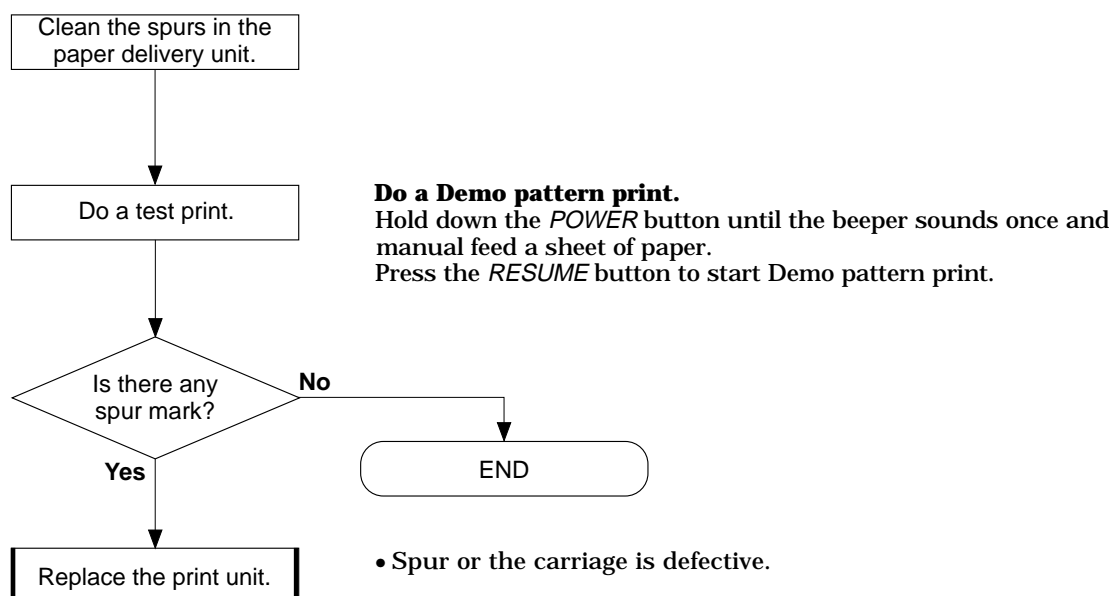 Clean the spurs in the
paper delivery unit.
Do a test print.
Do a Demo pattern print.
Hold down the POWER button until the beeper sounds once and
manual feed a sheet of paper.
Press the RESUME button to start Demo pattern print.
Is there any
spur mark?
No
Yes
END
Replace the print unit.
• Spur or the carriage is defective.